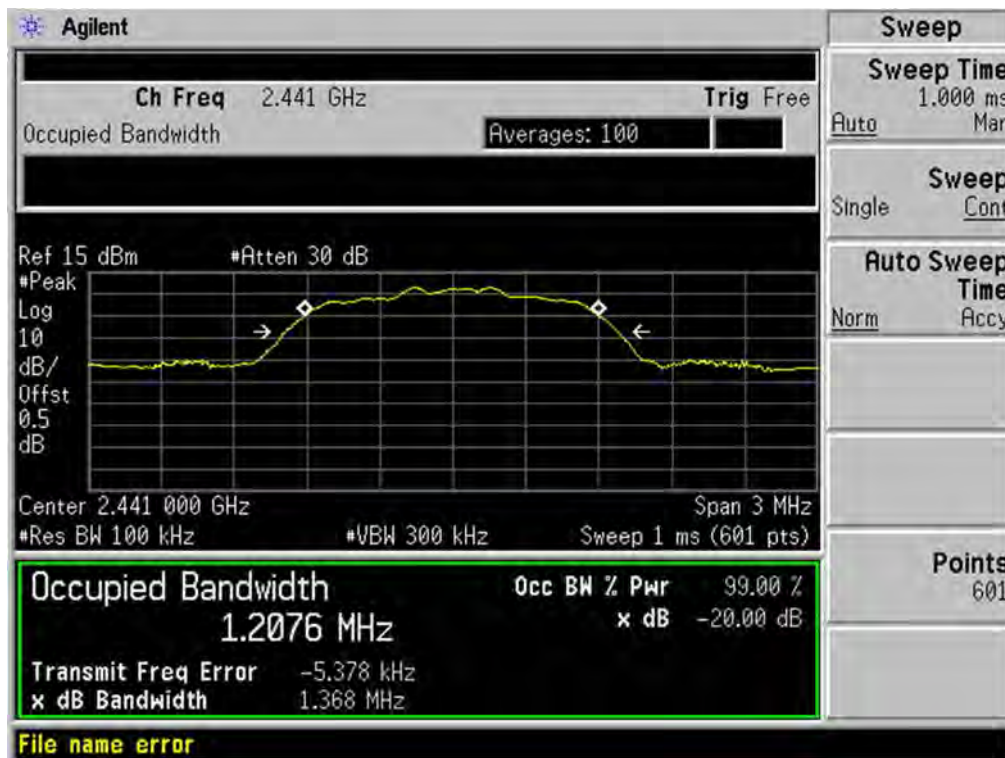 Agilent
Ch Freq 2.441 GHz Trig Free
Occupied Bandwidth Averages: 100
Ref 15 dBm #Atten 30 dB
#Peak
Log
10
dB/
Offst
0.5
dB
Center 2.441 000 GHz Span 3 MHz
#Res BW 100 kHz #VBW 300 kHz Sweep 1 ms (601 pts)
Occupied Bandwidth
1.2076 MHz
Occ BW % Pwr 99.00 %
x dB -20.00 dB
Transmit Freq Error -5.378 kHz
x dB Bandwidth 1.368 MHz
File name error
Sweep
Sweep Time
1.000 ms
Auto Man
Sweep
Single Cont
Auto Sweep
Time
Norm Accy
Points
601